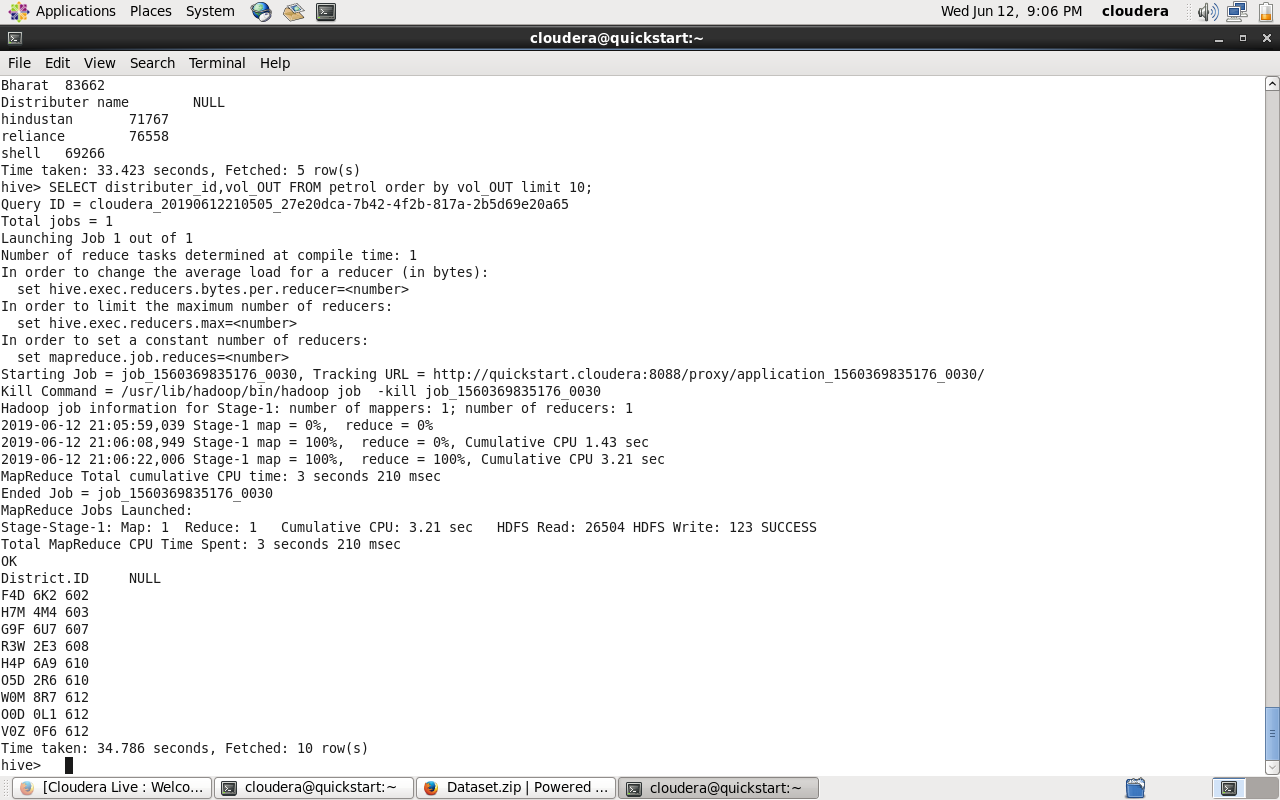 Applications Places System Wed Jun 12, 9:06 PM cloudera
cloudera@quickstart:~
File Edit View Search Terminal Help
Bharat 83662
Distributer name NULL
hindustan 71767
reliance 76558
shell 69266
Time taken: 33.423 seconds, Fetched: 5 row(s)
hive> SELECT distributer_id,vol_OUT FROM petrol order by vol_OUT limit 10;
Query ID = cloudera_20190612210505_27e20dca-7b42-4f2b-817a-2b5d69e20a65
Total jobs = 1
Launching Job 1 out of 1
Number of reduce tasks determined at compile time: 1
In order to change the average load for a reducer (in bytes):
set hive.exec.reducers.bytes.per.reducer=<number>
In order to limit the maximum number of reducers:
set hive.exec.reducers.max=<number>
In order to set a constant number of reducers:
set mapreduce.job.reduces=<number>
Starting Job = job_1560369835176_0030, Tracking URL = http://quickstart.cloudera:8088/proxy/application_1560369835176_0030/
Kill Command = /usr/lib/hadoop/bin/hadoop job  -kill job_1560369835176_0030
Hadoop job information for Stage-1: number of mappers: 1; number of reducers: 1
2019-06-12 21:05:59,039 Stage-1 map = 0%,  reduce = 0%
2019-06-12 21:06:08,949 Stage-1 map = 100%,  reduce = 0%, Cumulative CPU 1.43 sec
2019-06-12 21:06:22,006 Stage-1 map = 100%,  reduce = 100%, Cumulative CPU 3.21 sec
MapReduce Total cumulative CPU time: 3 seconds 210 msec
Ended Job = job_1560369835176_0030
MapReduce Jobs Launched:
Stage-Stage-1: Map: 1  Reduce: 1   Cumulative CPU: 3.21 sec   HDFS Read: 26504 HDFS Write: 123 SUCCESS
Total MapReduce CPU Time Spent: 3 seconds 210 msec
OK
District.ID NULL
F4D 6K2 602
H7M 4M4 603
G9F 6U7 607
R3W 2E3 608
H4P 6A9 610
O5D 2R6 610
W0M 8R7 612
O0D 0L1 612
V0Z 0F6 612
Time taken: 34.786 seconds, Fetched: 10 row(s)
hive>
[Cloudera Live : Welco... cloudera@quickstart:~ Dataset.zip | Powered ... cloudera@quickstart:~